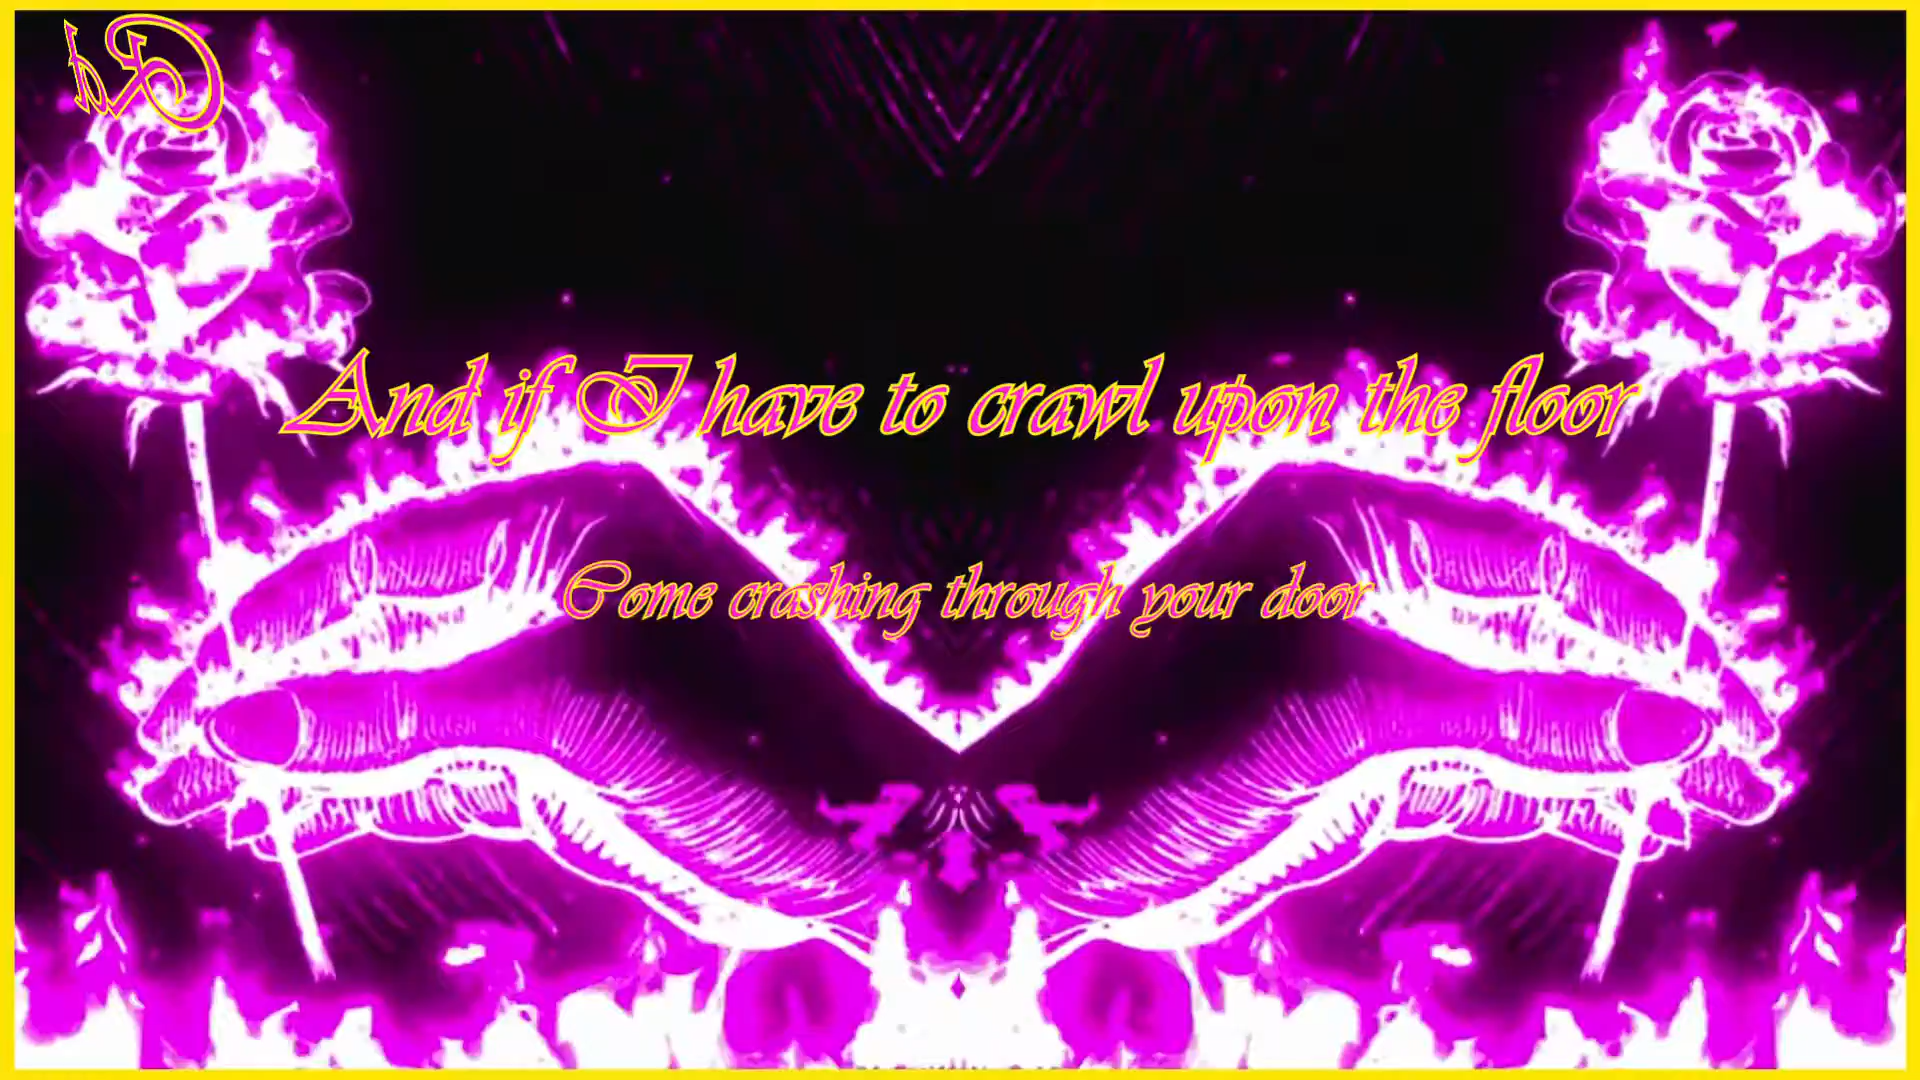 And if I have to crawl upon the floor
Come crashing through your door